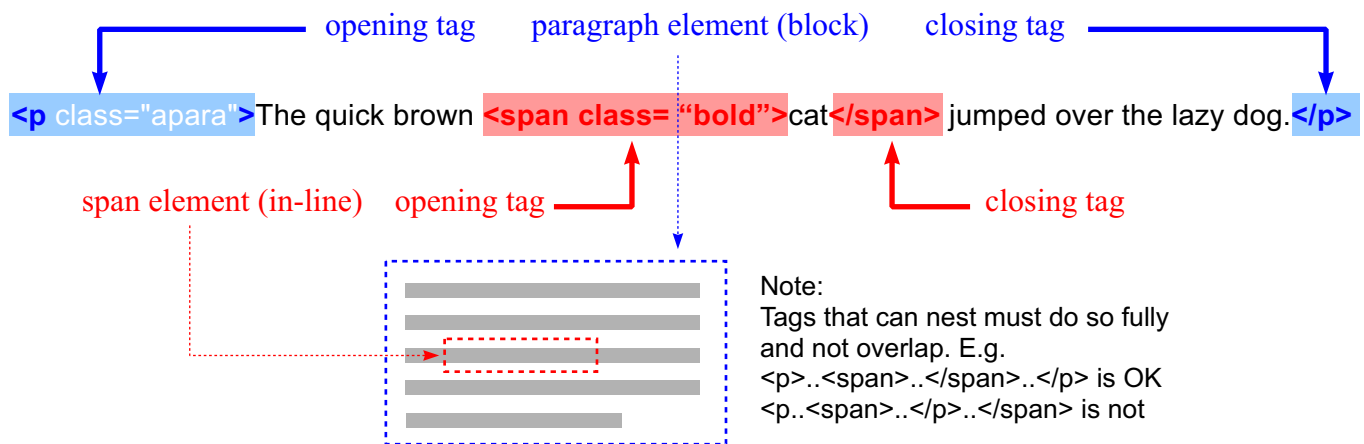 opening tag paragraph element (block) closing tag
<p class="apara">The quick brown <span class= “bold”>cat</span> jumped over the lazy dog.</p>
span element (in-line) opening tag closing tag
Note:
Tags that can nest must do so fully
and not overlap. E.g.
<p>..<span>..</span>..</p> is OK
<p..<span>..</p>..</span> is not